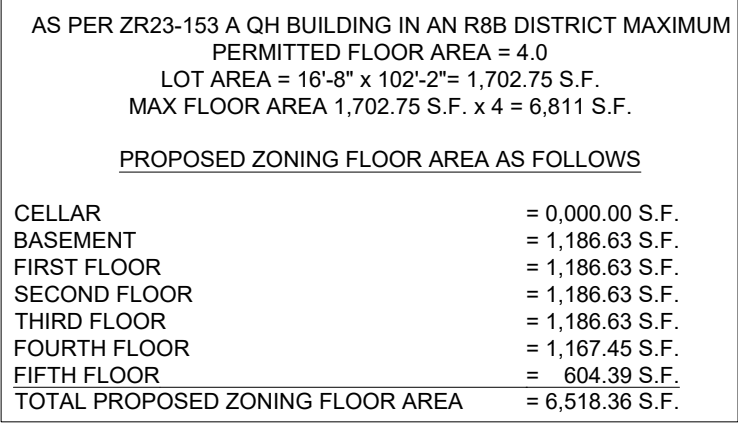 AS PER ZR23-153 A QH BUILDING IN AN R8B DISTRICT MAXIMUM
PERMITTED FLOOR AREA = 4.0
LOT AREA = 16'-8" x 102'-2"= 1,702.75 S.F.
MAX FLOOR AREA 1,702.75 S.F. x 4 = 6,811 S.F.
PROPOSED ZONING FLOOR AREA AS FOLLOWS
CELLAR = 0,000.00 S.F.
BASEMENT = 1,186.63 S.F.
FIRST FLOOR = 1,186.63 S.F.
SECOND FLOOR = 1,186.63 S.F.
THIRD FLOOR = 1,186.63 S.F.
FOURTH FLOOR = 1,167.45 S.F.
FIFTH FLOOR = 604.39 S.F.
TOTAL PROPOSED ZONING FLOOR AREA = 6,518.36 S.F.